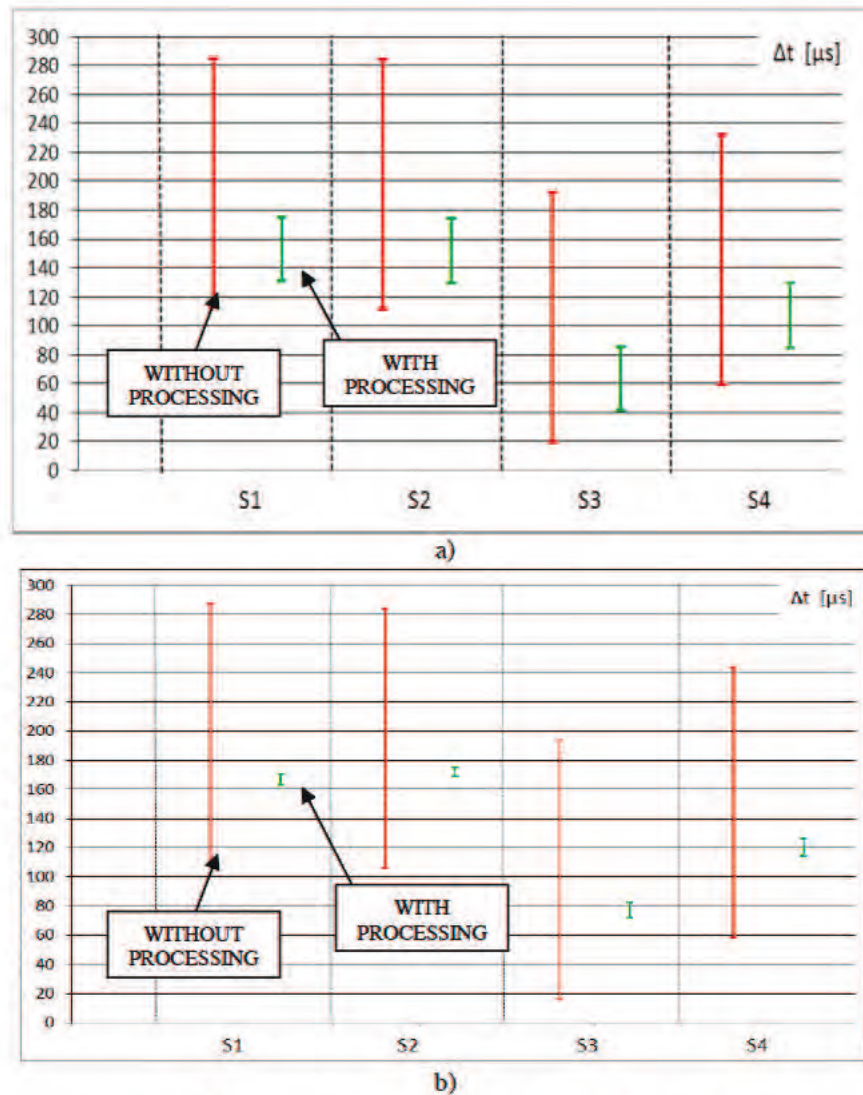 300
280
260
240
220
200
180
160
140
120
100
80
60
40
20
0
Δt [μs]
WITHOUT
PROCESSING
WITH
PROCESSING
S1 S2 S3 S4
a)
300
280
260
240
220
200
180
160
140
120
100
80
60
40
20
0
Δt [μs]
WITHOUT
PROCESSING
WITH
PROCESSING
S1 S2 S3 S4
b)